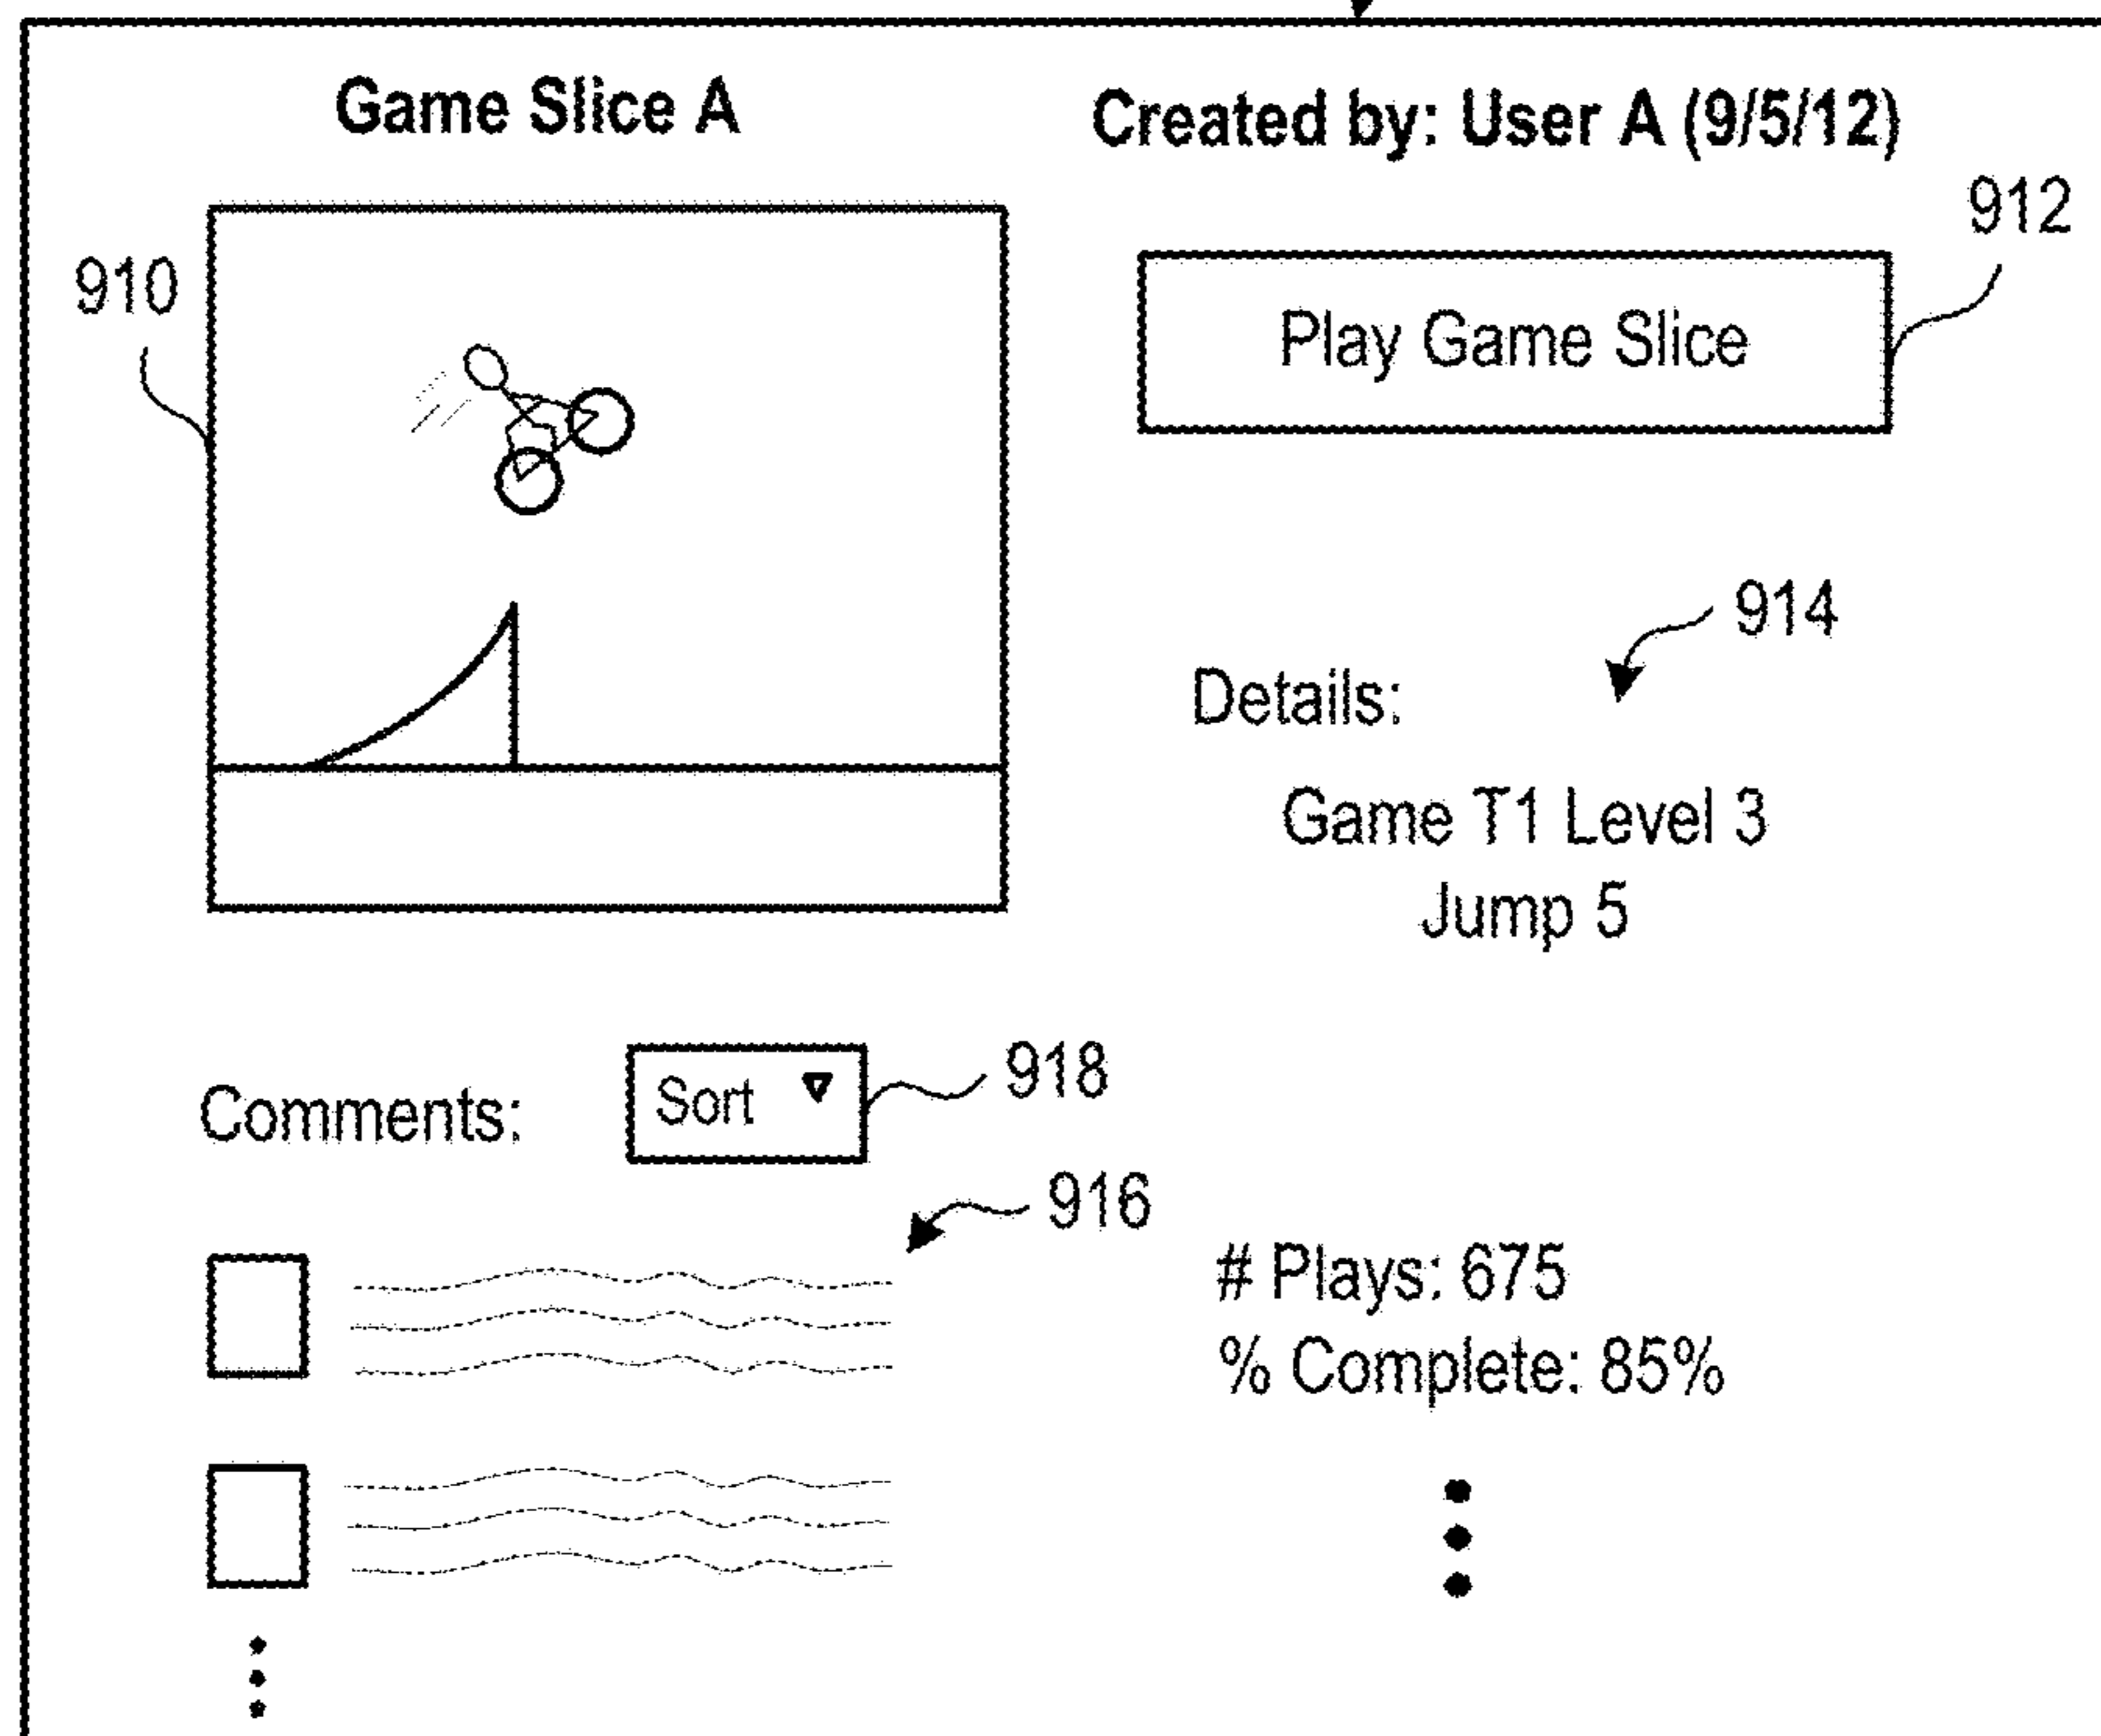 Game Slice A
Created by: User A (9/5/12)
912
910
Play Game Slice
914
Details:
Game T1 Level 3
Jump 5
Comments:
Sort
918
916
# Plays: 675
% Complete: 85%